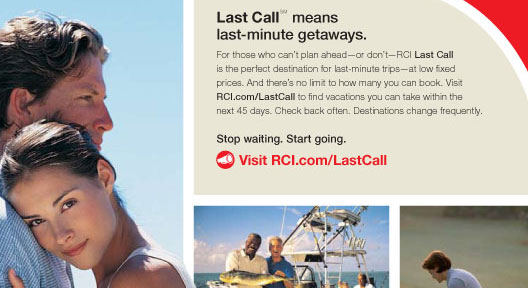 Last Call℠ means
last-minute getaways.
For those who can't plan ahead—or don't—RCI Last Call
is the perfect destination for last-minute trips—at low fixed
prices. And there's no limit to how many you can book. Visit
RCI.com/LastCall to find vacations you can take within the
next 45 days. Check back often. Destinations change frequently.
Stop waiting. Start going.
Visit RCI.com/LastCall